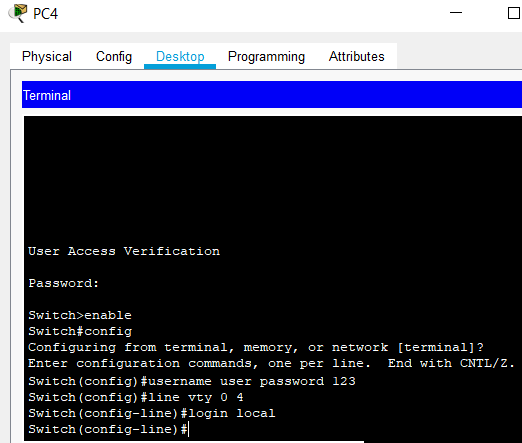 PC4
Physical Config Desktop Programming Attributes
Terminal
User Access Verification
Password:
Switch>enable
Switch#config
Configuring from terminal, memory, or network [terminal]?
Enter configuration commands, one per line.  End with CNTL/Z.
Switch(config)#username user password 123
Switch(config)#line vty 0 4
Switch(config-line)#login local
Switch(config-line)#